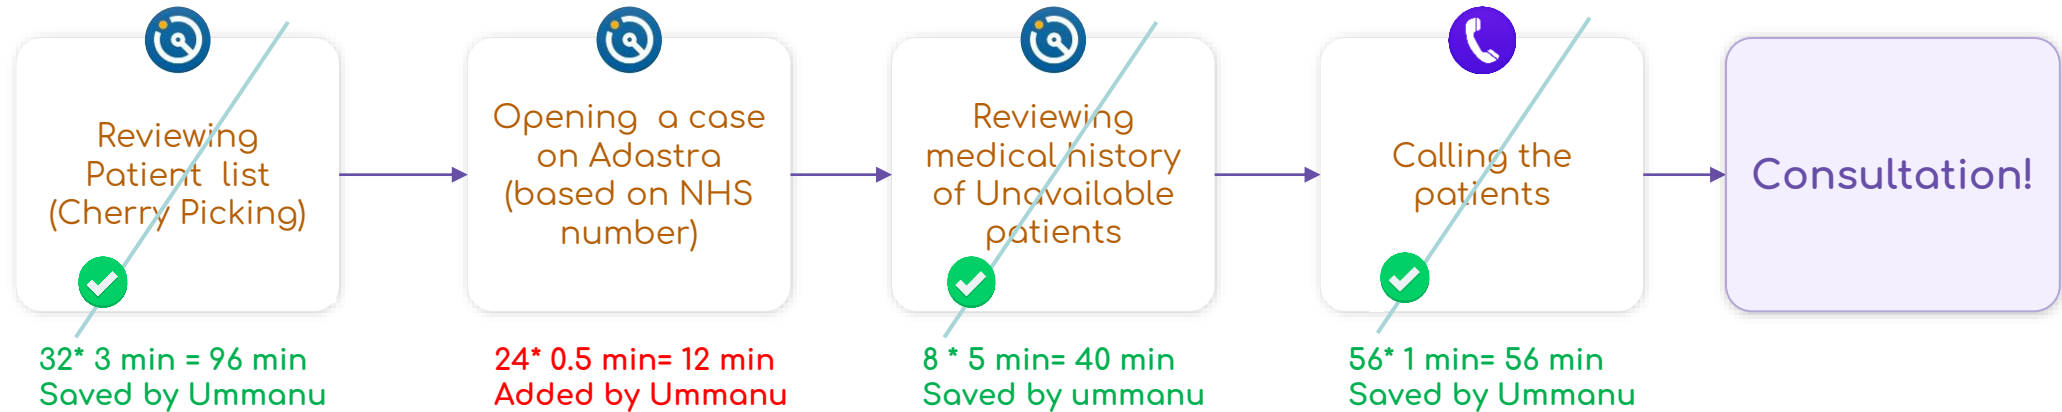 Reviewing
Patient list
(Cherry Picking)
32* 3 min = 96 min
Saved by Ummanu
Opening a case
on Adastra
(based on NHS
number)
24* 0.5 min= 12 min
Added by Ummanu
Reviewing
medical history
of Unavailable
patients
8 * 5 min= 40 min
Saved by ummanu
Calling the
patients
56* 1 min= 56 min
Saved by Ummanu
Consultation!